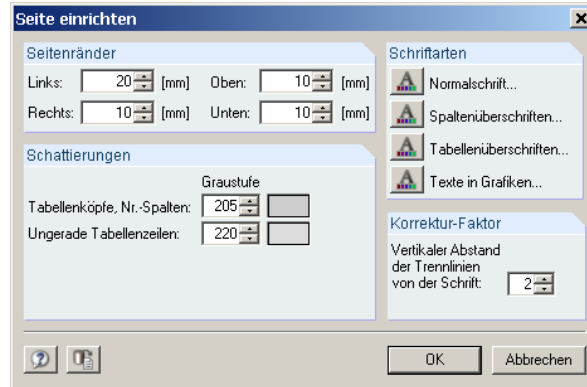 Seite einrichten
Seitenränder
Links: 20 [mm] Oben: 10 [mm]
Rechts: 10 [mm] Unten: 10 [mm]
Schattierungen
Graustufe
Tabellenköpfe, Nr.-Spalten: 205
Ungerade Tabellenzeilen: 220
Schriftarten
Normalschrift...
Spaltenüberschriften...
Tabellenüberschriften...
Texte in Grafiken...
Korrektur-Faktor
Vertikaler Abstand
der Trennlinien
von der Schrift: 2
OK Abbrechen